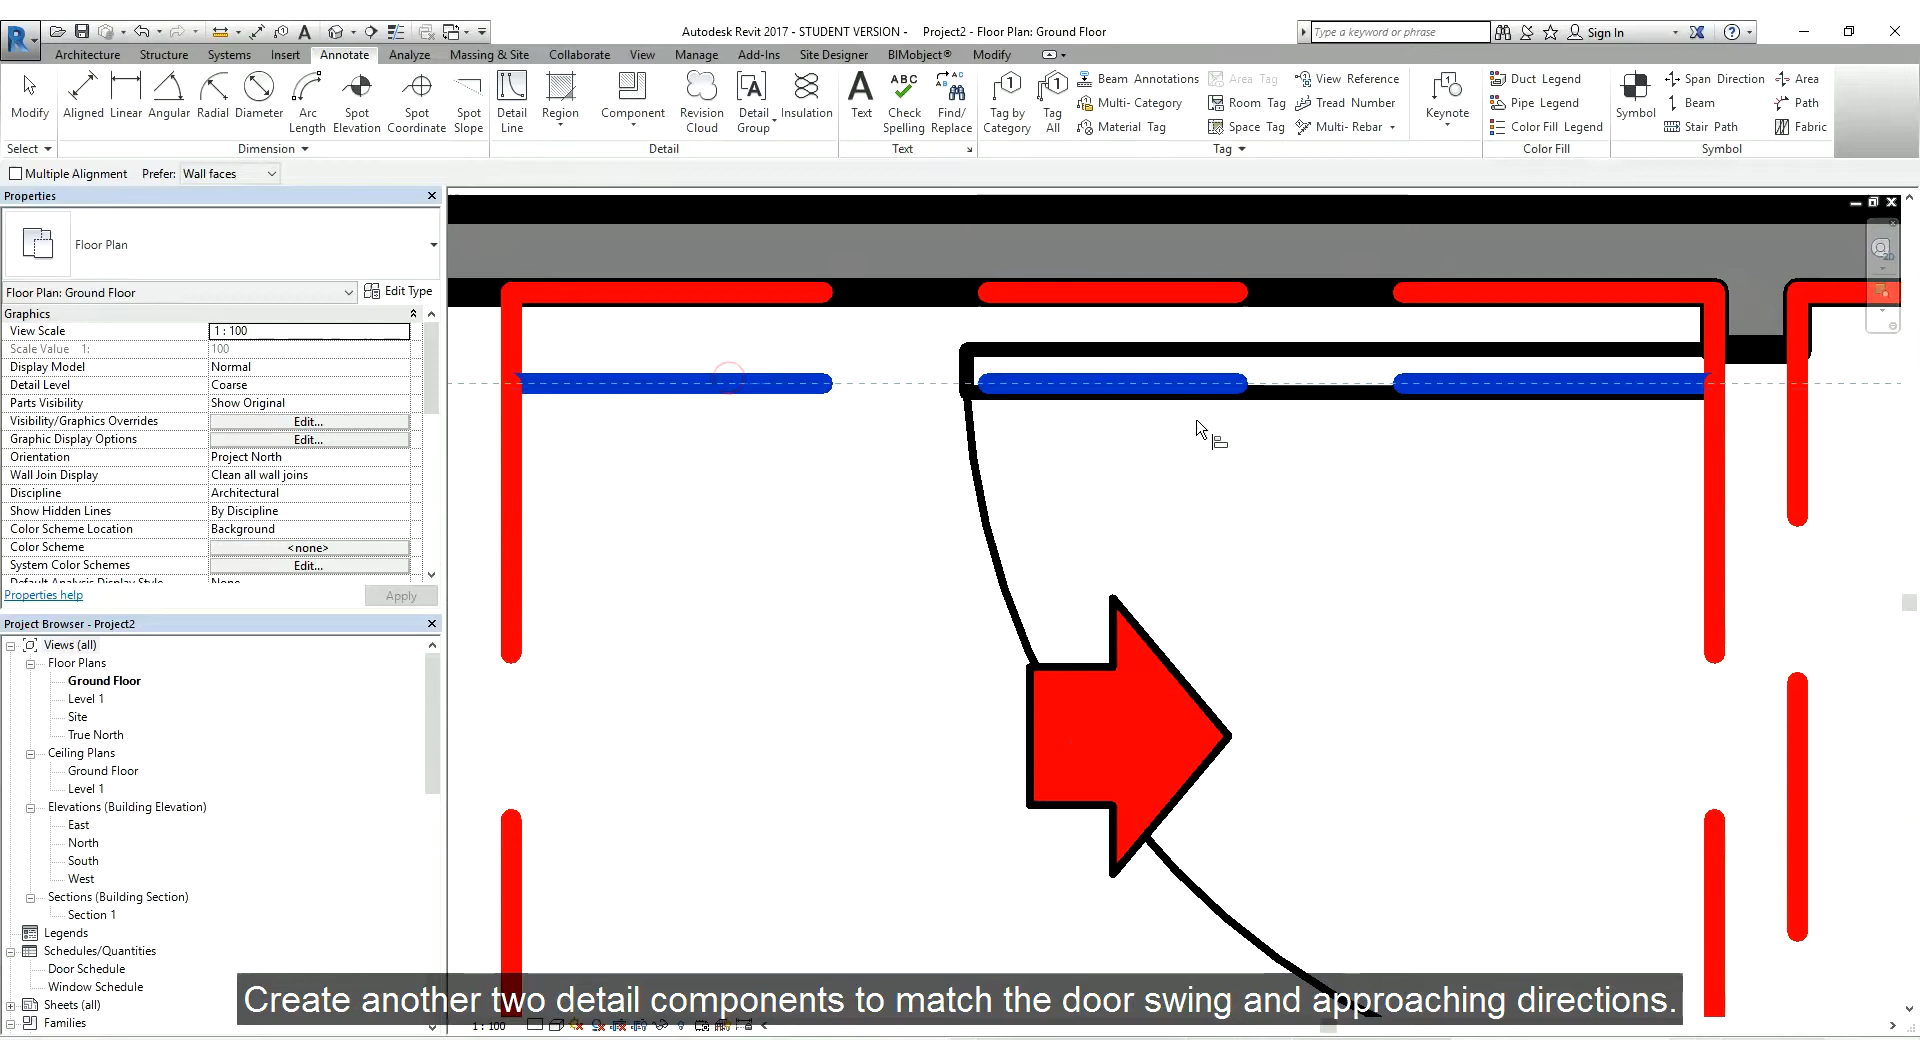 Autodesk Revit 2017 - STUDENT VERSION - Project2 - Floor Plan: Ground Floor
Type a keyword or phrase
Sign In
Architecture Structure Systems Insert Annotate Analyze Massing & Site Collaborate View Manage Add-Ins Site Designer BIMobject® Modify
Modify
Aligned Linear Angular Radial Diameter Arc Length Spot Elevation Spot Coordinate Spot Slope
Detail Line Region Component Revision Cloud Detail Group Insulation
Text ABC Check Spelling Find/ Replace
Tag by Category Tag All
Beam Annotations Area Tag View Reference
Multi- Category Room Tag Tread Number
Material Tag Space Tag Multi- Rebar
Keynote
Duct Legend
Pipe Legend
Color Fill Legend
Symbol
Span Direction Area
Beam Path
Stair Path Fabric
Select Dimension Detail Text Tag Color Fill Symbol
Multiple Alignment Prefer: Wall faces
Properties
Floor Plan
Floor Plan: Ground Floor Edit Type
Graphics
View Scale 1 : 100
Scale Value 1: 100
Display Model Normal
Detail Level Coarse
Parts Visibility Show Original
Visibility/Graphics Overrides Edit...
Graphic Display Options Edit...
Orientation Project North
Wall Join Display Clean all wall joins
Discipline Architectural
Show Hidden Lines By Discipline
Color Scheme Location Background
Color Scheme <none>
System Color Schemes Edit...
Default Analysis Display Style None
Properties help Apply
Project Browser - Project2
Views (all)
Floor Plans
Ground Floor
Level 1
Site
True North
Ceiling Plans
Ground Floor
Level 1
Elevations (Building Elevation)
East
North
South
West
Sections (Building Section)
Section 1
Legends
Schedules/Quantities
Door Schedule
Window Schedule
Sheets (all)
Families
Create another two detail components to match the door swing and approaching directions.
1 : 100